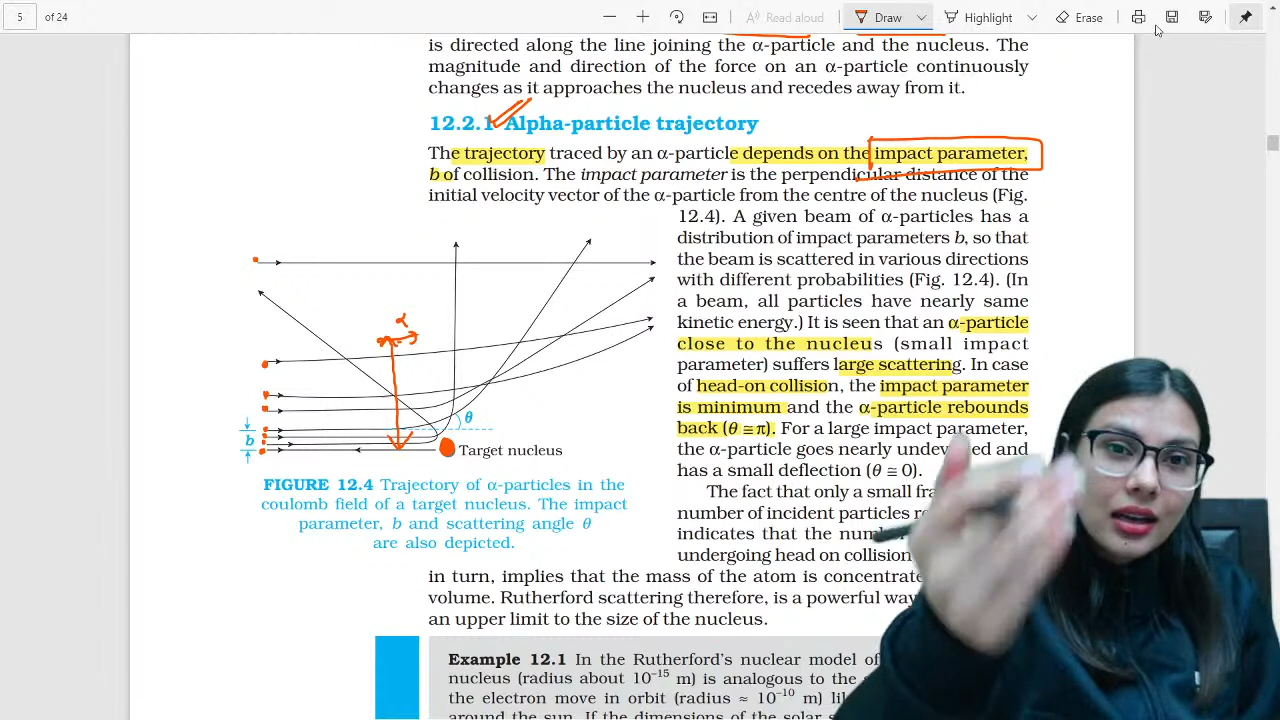 5 of 24 Read aloud Draw Highlight Erase
is directed along the line joining the α-particle and the nucleus. The
magnitude and direction of the force on an α-particle continuously
changes as it approaches the nucleus and recedes away from it.
12.2.1 Alpha-particle trajectory
The trajectory traced by an α-particle depends on the impact parameter,
b of collision. The impact parameter is the perpendicular distance of the
initial velocity vector of the α-particle from the centre of the nucleus (Fig.
12.4). A given beam of α-particles has a
distribution of impact parameters b, so that
the beam is scattered in various directions
with different probabilities (Fig. 12.4). (In
a beam, all particles have nearly same
kinetic energy.) It is seen that an α-particle
close to the nucleus (small impact
parameter) suffers large scattering. In case
of head-on collision, the impact parameter
is minimum and the α-particle rebounds
back (θ ≅ π). For a large impact parameter,
the α-particle goes nearly undeviated and
has a small deflection (θ ≅ 0).
The fact that only a small
number of incident particles
indicates that the
undergoing head on collision
α
θ
b
Target nucleus
FIGURE 12.4 Trajectory of α-particles in the
coulomb field of a target nucleus. The impact
parameter, b and scattering angle θ
are also depicted.
in turn, implies that the mass of the atom is
volume. Rutherford scattering therefore, is a powerful
an upper limit to the size of the nucleus.
Example 12.1 In the Rutherford's nuclear model of
nucleus (radius about 10⁻¹⁵ m) is analogous to the
the electron move in orbit (radius ≈ 10⁻¹⁰ m)
around the sun. If the dimensions of the solar